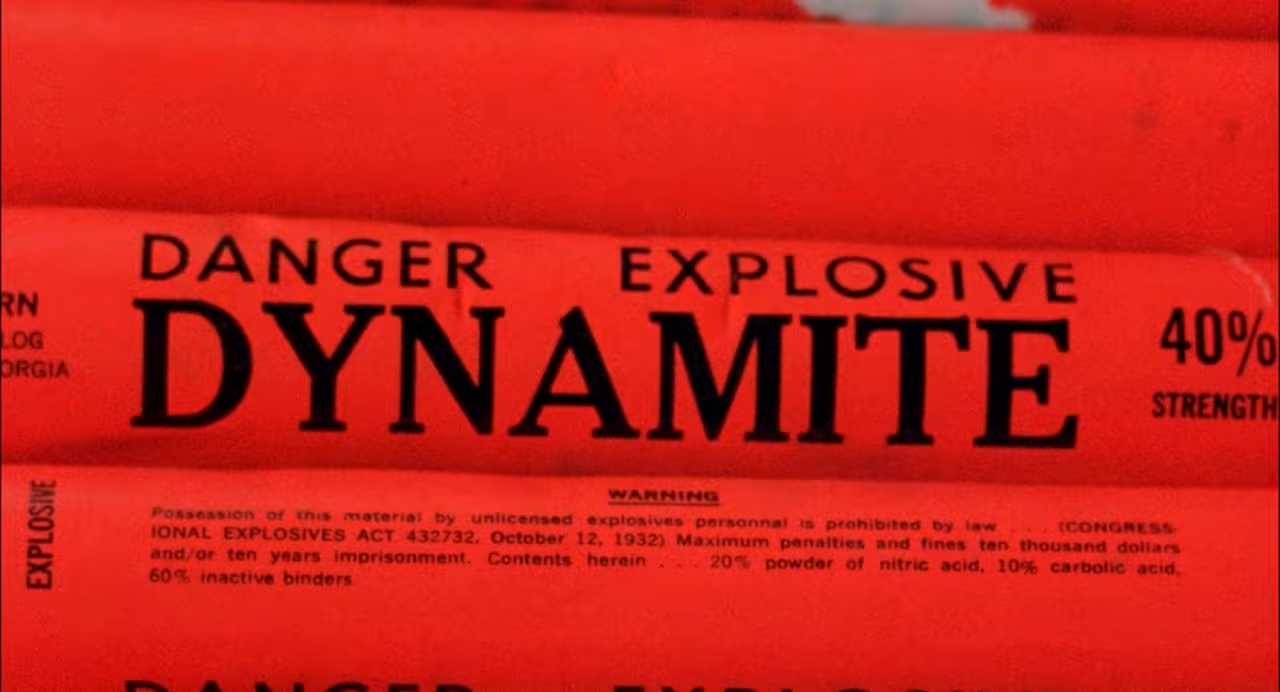 DANGER EXPLOSIVE
DYNAMITE
RN
LOG
ORGIA
40%
STRENGTH
EXPLOSIVE
WARNING
Possession of this material by unlicensed explosives personnal is prohibited by law . . . (CONGRESS-
IONAL EXPLOSIVES ACT 432732, October 12, 1932) Maximum penalties and fines ten thousand dollars
and/or ten years imprisonment. Contents herein . . . 20% powder of nitric acid, 10% carbolic acid,
60% inactive binders
DANGER EXPLOSIVE